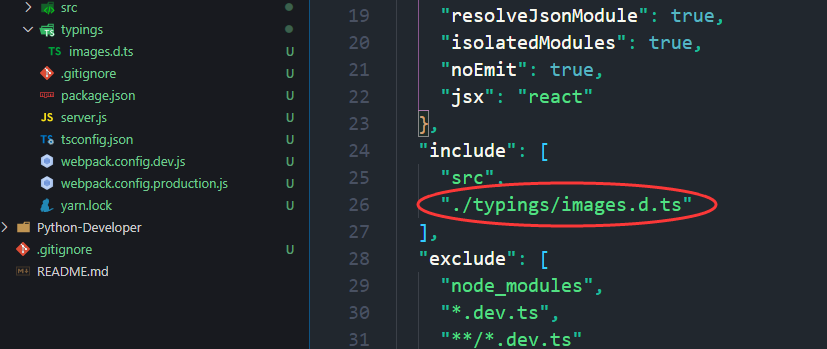 src
typings
TS images.d.ts U
.gitignore U
package.json U
JS server.js U
TS tsconfig.json U
webpack.config.dev.js U
webpack.config.production.js U
yarn.lock U
Python-Developer
.gitignore U
README.md
19 "resolveJsonModule": true,
20 "isolatedModules": true,
21 "noEmit": true,
22 "jsx": "react"
23 },
24 "include": [
25 "src",
26 "./typings/images.d.ts"
27 ],
28 "exclude": [
29 "node_modules",
30 "*.dev.ts",
31 "**/*.dev.ts"